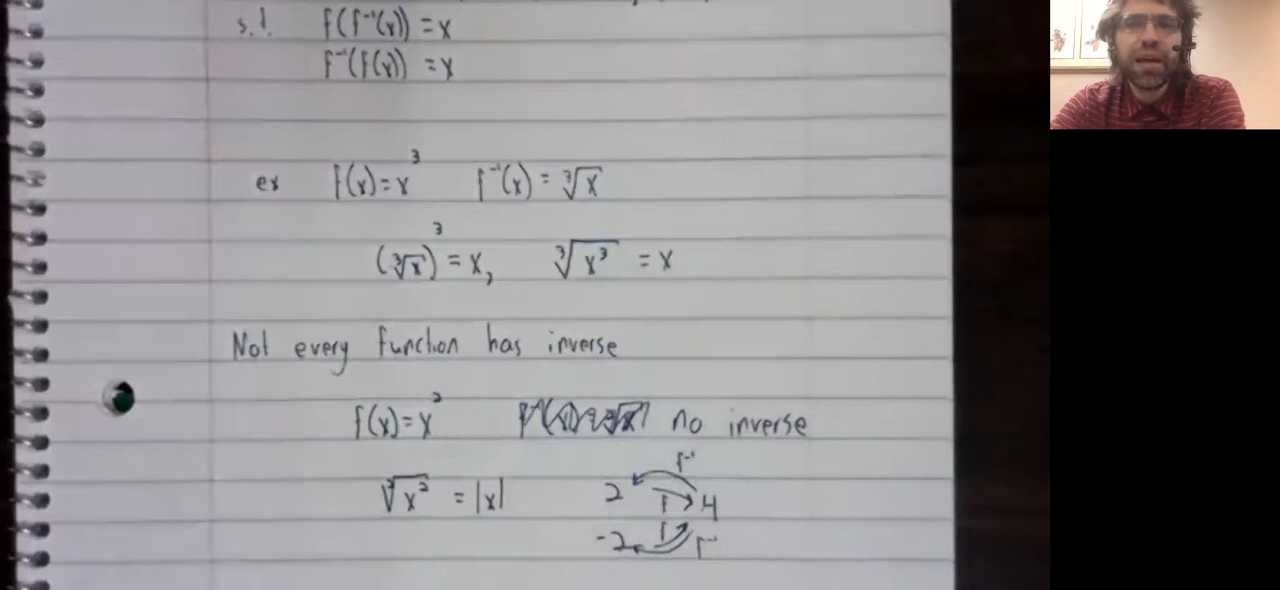 s.t. f(f⁻¹(x)) = x
f⁻¹(f(x)) = x
ex f(x) = x³ f⁻¹(x) = ∛x
(∛x)³ = x, ∛x³ = x
Not every function has inverse
f(x) = x² no inverse
√x² = |x| 2 f 4 f⁻¹
-2 f f⁻¹